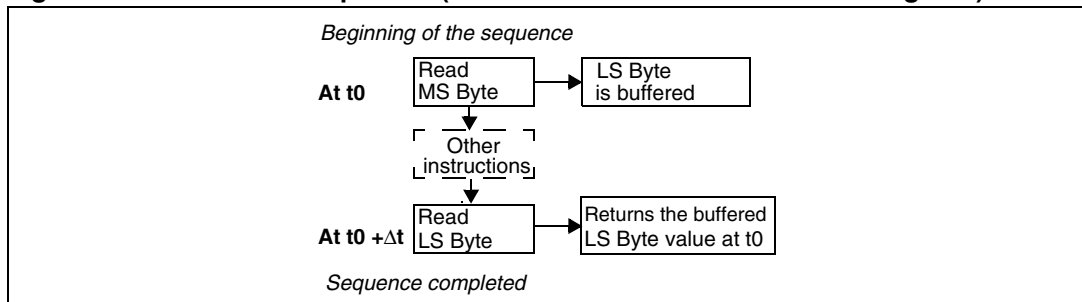 Beginning of the sequence
At t0
Read
MS Byte
LS Byte
is buffered
Other
instructions
At t0 +Δt
Read
LS Byte
Returns the buffered
LS Byte value at t0
Sequence completed